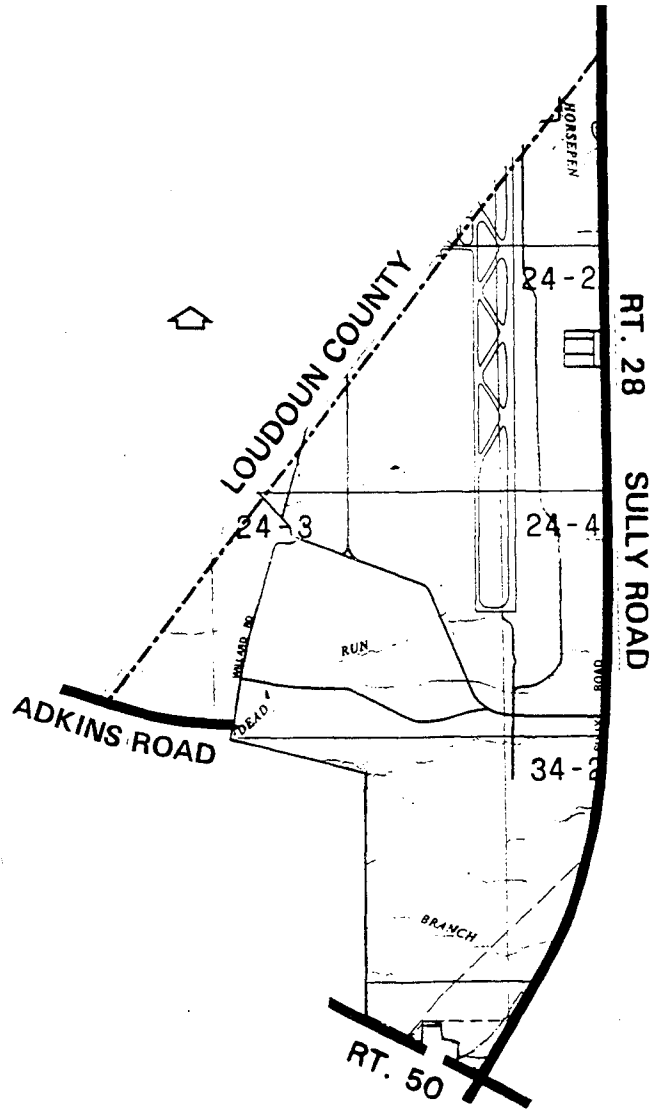 HORSEPEN
24-2
RT. 28
LOUDOUN COUNTY
SULLY ROAD
24-3
24-4
WILLARD RD
RUN
ROAD
"DEAD"
ADKINS ROAD
34-2
BRANCH
RT. 50